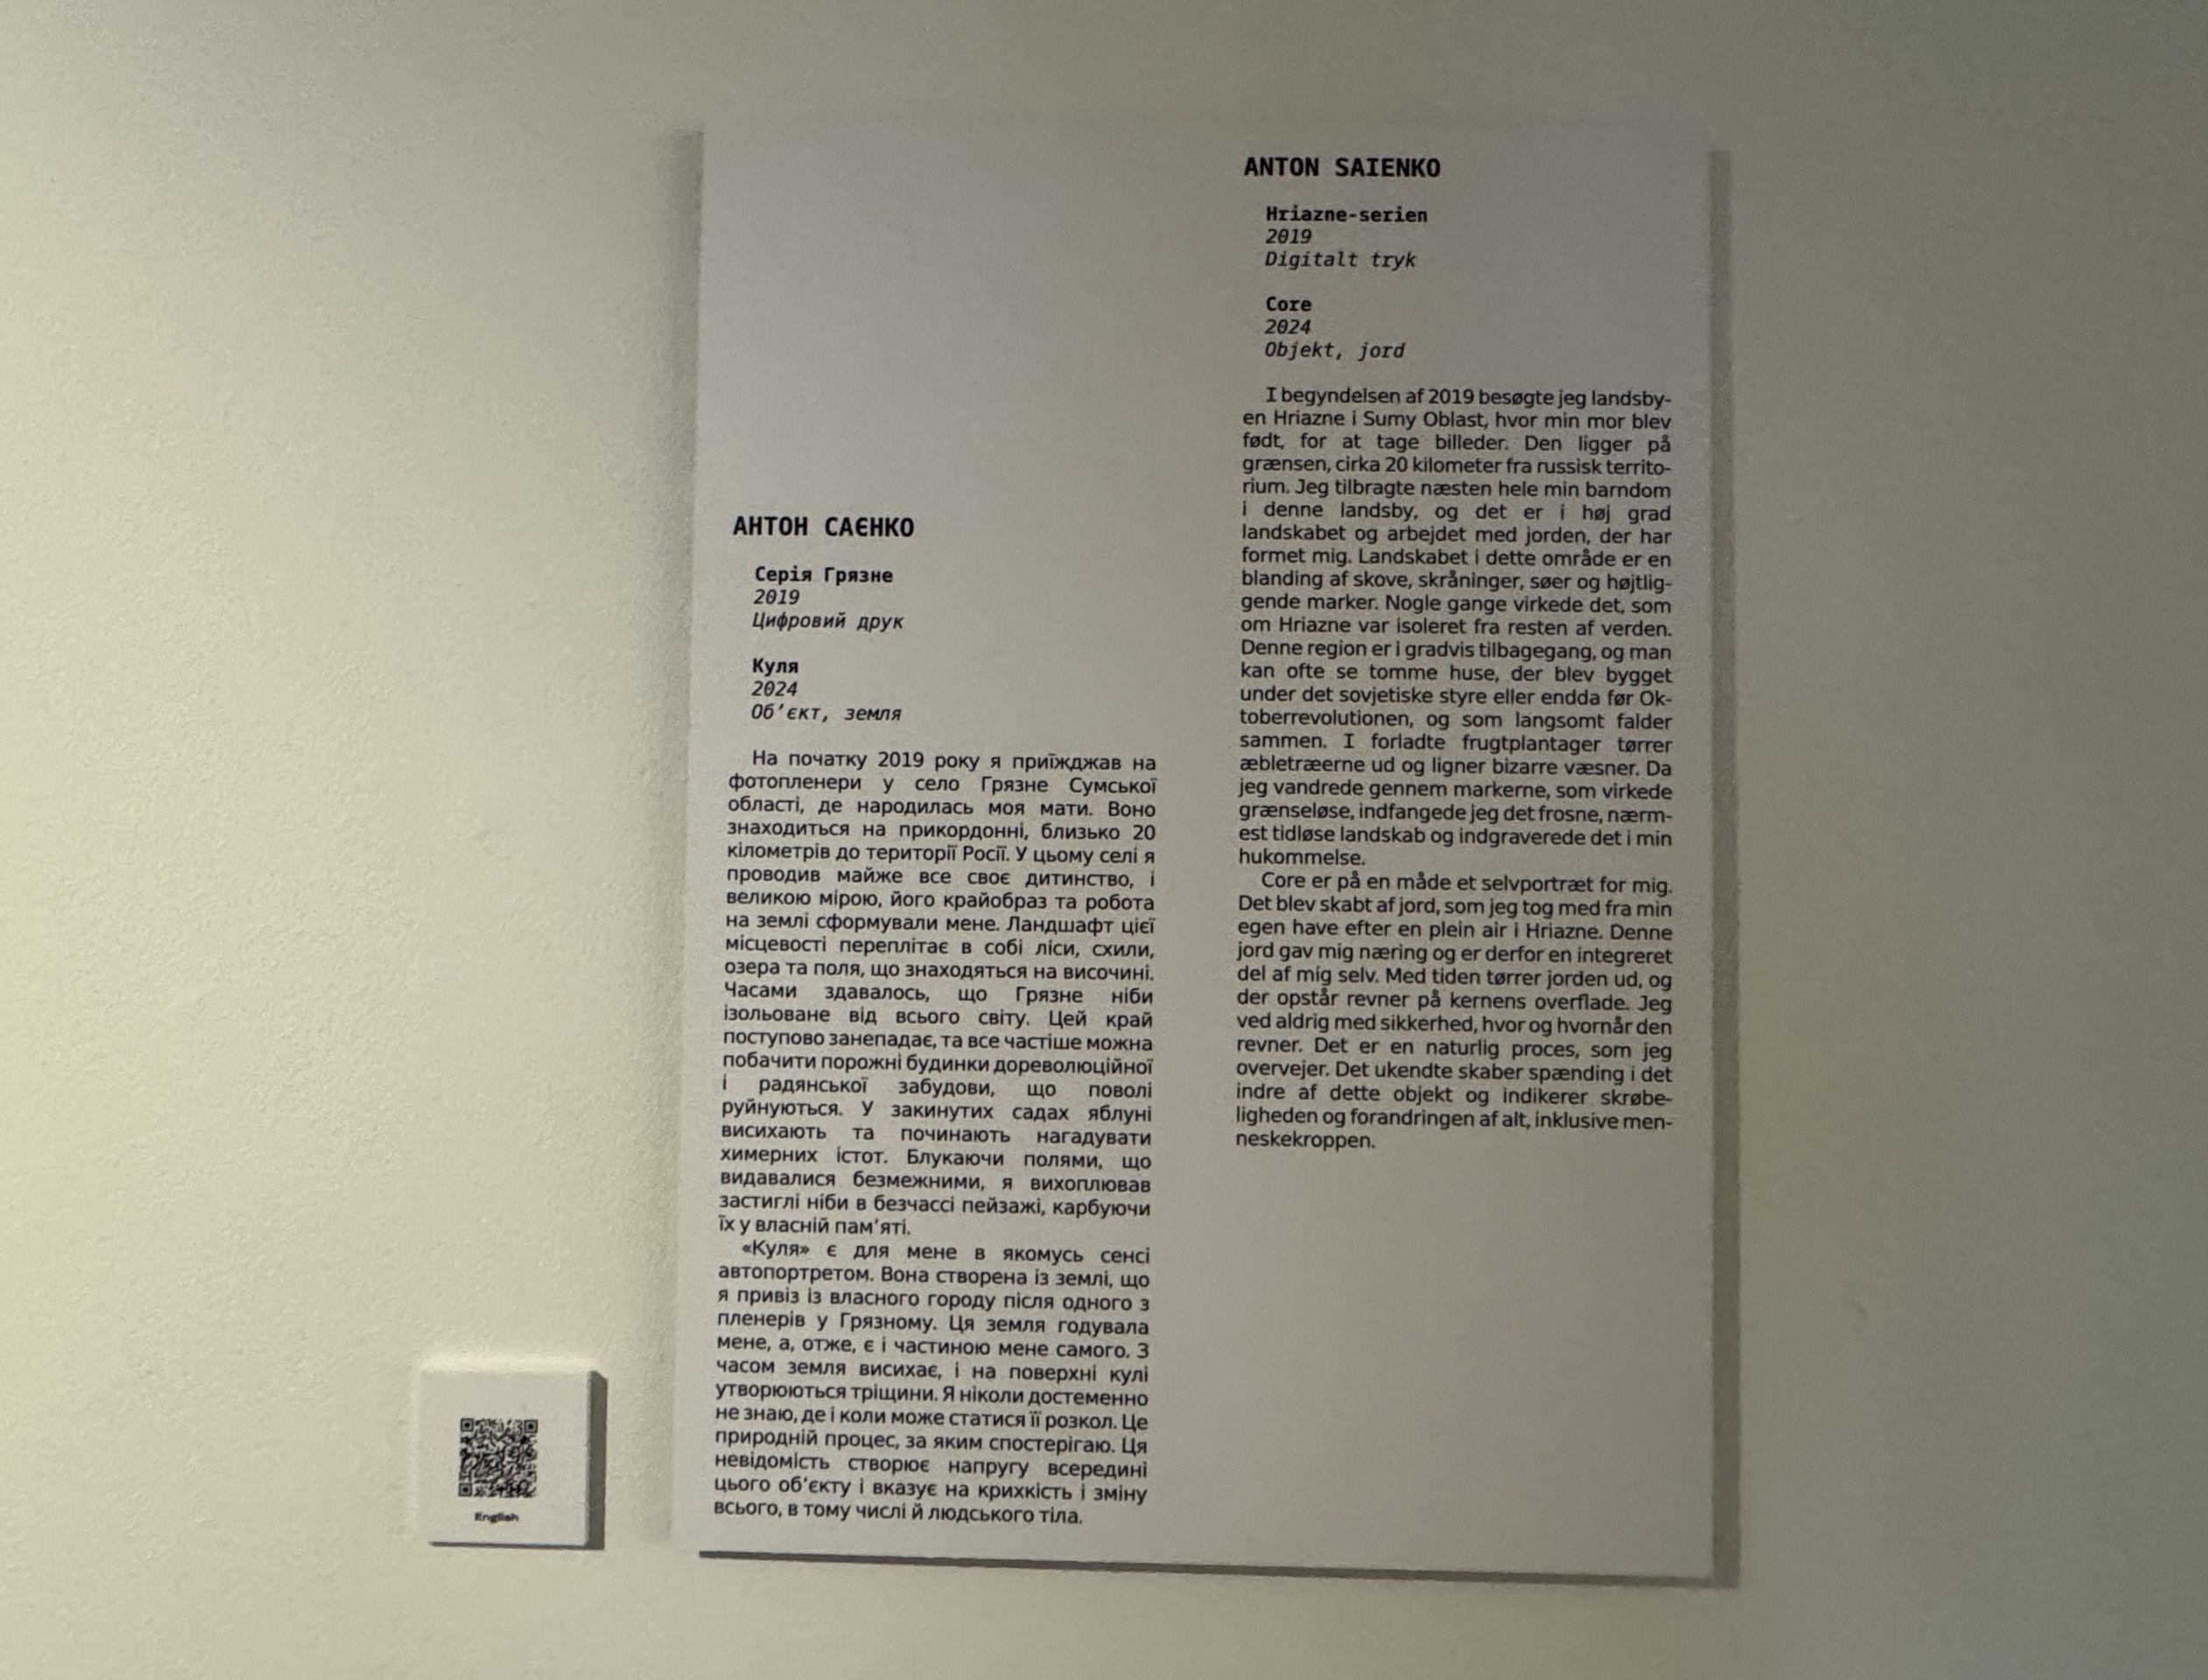 АНТОН САЄНКО
Серія Грязне
2019
Цифровий друк
Куля
2024
Об’єкт, земля
На початку 2019 року я приїжджав на
фотопленери у село Грязне Сумської
області, де народилась моя мати. Воно
знаходиться на прикордонні, близько 20
кілометрів до території Росії. У цьому селі я
проводив майже все своє дитинство, і
великою мірою, його крайобраз та робота
на землі сформували мене. Ландшафт цієї
місцевості переплітає в собі ліси, схили,
озера та поля, що знаходяться на височині.
Часами здавалось, що Грязне ніби
ізольоване від всього світу. Цей край
поступово занепадає, та все частіше можна
побачити порожні будинки дореволюційної
і радянської забудови, що поволі
руйнуються. У закинутих садах яблуні
висихають та починають нагадувати
химерних істот. Блукаючи полями, що
видавалися безмежними, я вихоплював
застиглі ніби в безчассі пейзажі, карбуючи
їх у власній пам’яті.
«Куля» є для мене в якомусь сенсі
автопортретом. Вона створена із землі, що
я привіз із власного городу після одного з
пленерів у Грязному. Ця земля годувала
мене, а, отже, є і частиною мене самого. З
часом земля висихає, і на поверхні кулі
утворюються тріщини. Я ніколи достеменно
не знаю, де і коли може статися її розкол. Це
природній процес, за яким спостерігаю. Ця
невідомість створює напругу всередині
цього об‘єкту і вказує на крихкість і зміну
всього, в тому числі й людського тіла.
ANTON SAIENKO
Hriazne-serien
2019
Digitalt tryk
Core
2024
Objekt, jord
I begyndelsen af 2019 besøgte jeg landsby-
en Hriazne i Sumy Oblast, hvor min mor blev
født, for at tage billeder. Den ligger på
grænsen, cirka 20 kilometer fra russisk territo-
rium. Jeg tilbragte næsten hele min barndom
i denne landsby, og det er i høj grad
landskabet og arbejdet med jorden, der har
formet mig. Landskabet i dette område er en
blanding af skove, skråninger, søer og højtlig-
gende marker. Nogle gange virkede det, som
om Hriazne var isoleret fra resten af verden.
Denne region er i gradvis tilbagegang, og man
kan ofte se tomme huse, der blev bygget
under det sovjetiske styre eller endda før Ok-
toberrevolutionen, og som langsomt falder
sammen. I forladte frugtplantager tørrer
æbletræerne ud og ligner bizarre væsner. Da
jeg vandrede gennem markerne, som virkede
grænseløse, indfangede jeg det frosne, nærm-
est tidløse landskab og indgraverede det i min
hukommelse.
Core er på en måde et selvportræt for mig.
Det blev skabt af jord, som jeg tog med fra min
egen have efter en plein air i Hriazne. Denne
jord gav mig næring og er derfor en integreret
del af mig selv. Med tiden tørrer jorden ud, og
der opstår revner på kernens overflade. Jeg
ved aldrig med sikkerhed, hvor og hvornår den
revner. Det er en naturlig proces, som jeg
overvejer. Det ukendte skaber spænding i det
indre af dette objekt og indikerer skrøbe-
ligheden og forandringen af alt, inklusive men-
neskekroppen.
English